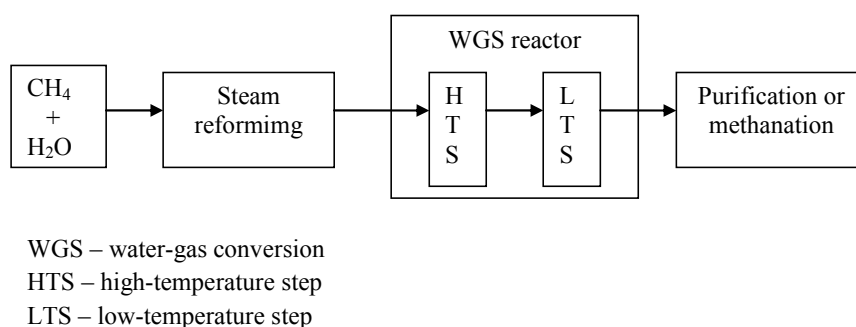 WGS reactor
CH₄
+
H₂O
Steam
reformimg
H
T
S
L
T
S
Purification or
methanation
WGS – water-gas conversion
HTS – high-temperature step
LTS – low-temperature step